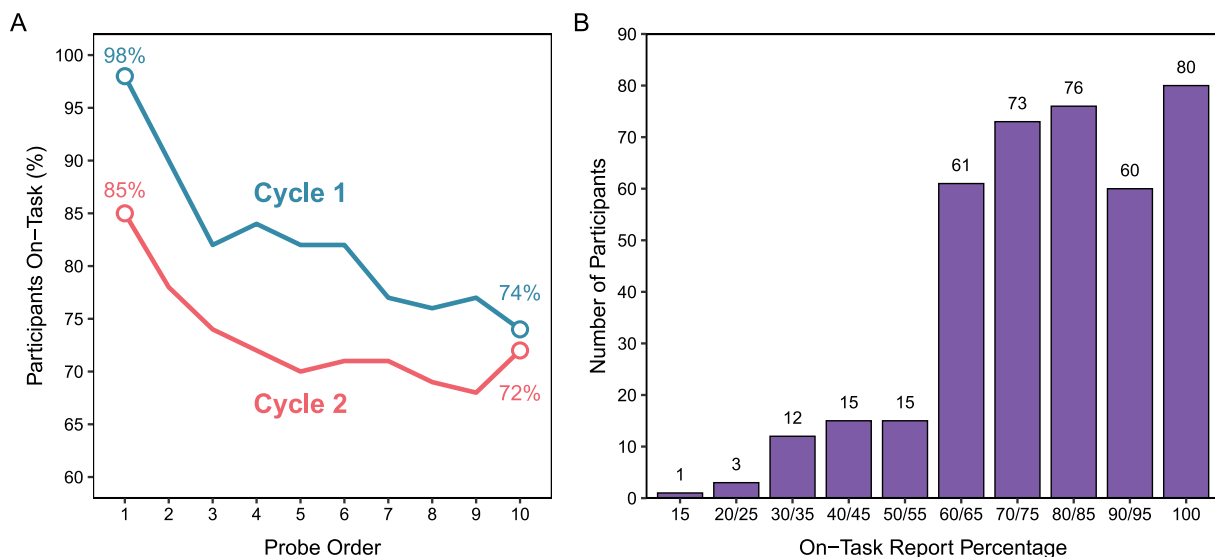 A
Participants On−Task (%)
100
95
90
85
80
75
70
65
60
98%
85%
Cycle 1
Cycle 2
74%
72%
1 2 3 4 5 6 7 8 9 10
Probe Order
B
Number of Participants
90
80
70
60
50
40
30
20
10
0
1 3 12 15 15 61 73 76 60 80
15 20/25 30/35 40/45 50/55 60/65 70/75 80/85 90/95 100
On−Task Report Percentage